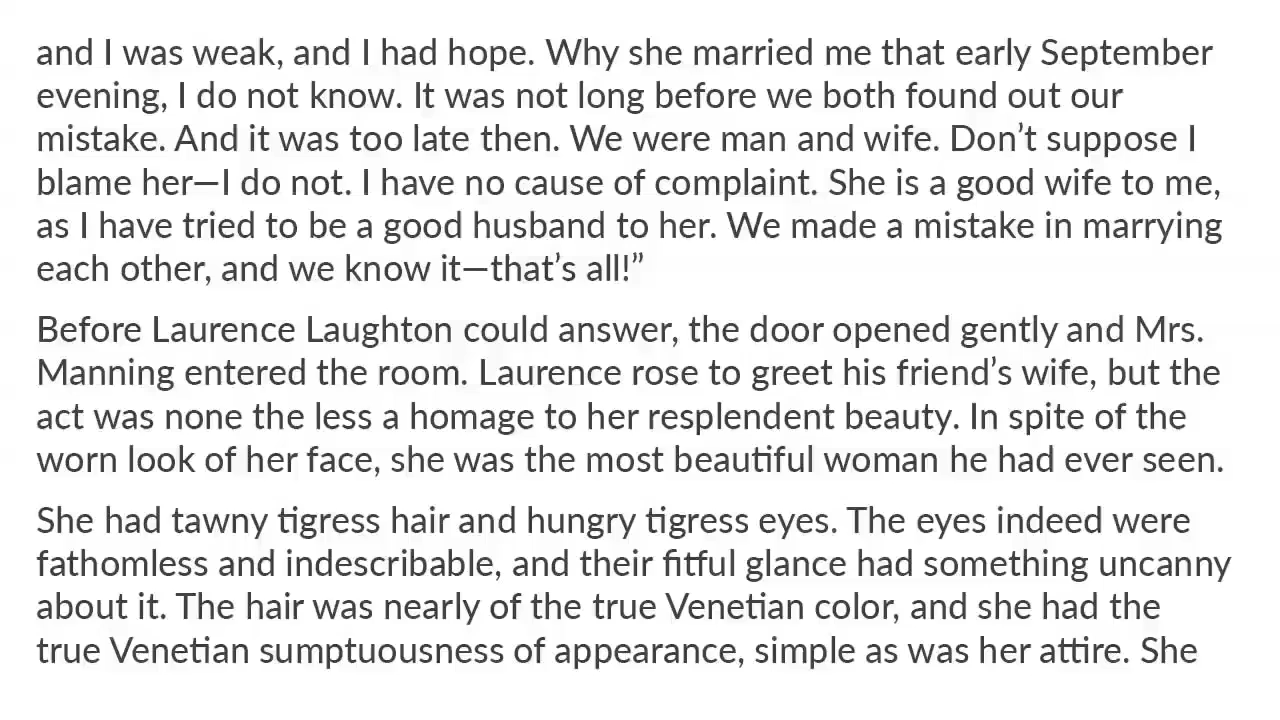 and I was weak, and I had hope. Why she married me that early September
evening, I do not know. It was not long before we both found out our
mistake. And it was too late then. We were man and wife. Don’t suppose I
blame her—I do not. I have no cause of complaint. She is a good wife to me,
as I have tried to be a good husband to her. We made a mistake in marrying
each other, and we know it—that’s all!”
Before Laurence Laughton could answer, the door opened gently and Mrs.
Manning entered the room. Laurence rose to greet his friend’s wife, but the
act was none the less a homage to her resplendent beauty. In spite of the
worn look of her face, she was the most beautiful woman he had ever seen.
She had tawny tigress hair and hungry tigress eyes. The eyes indeed were
fathomless and indescribable, and their fitful glance had something uncanny
about it. The hair was nearly of the true Venetian color, and she had the
true Venetian sumptuousness of appearance, simple as was her attire. She